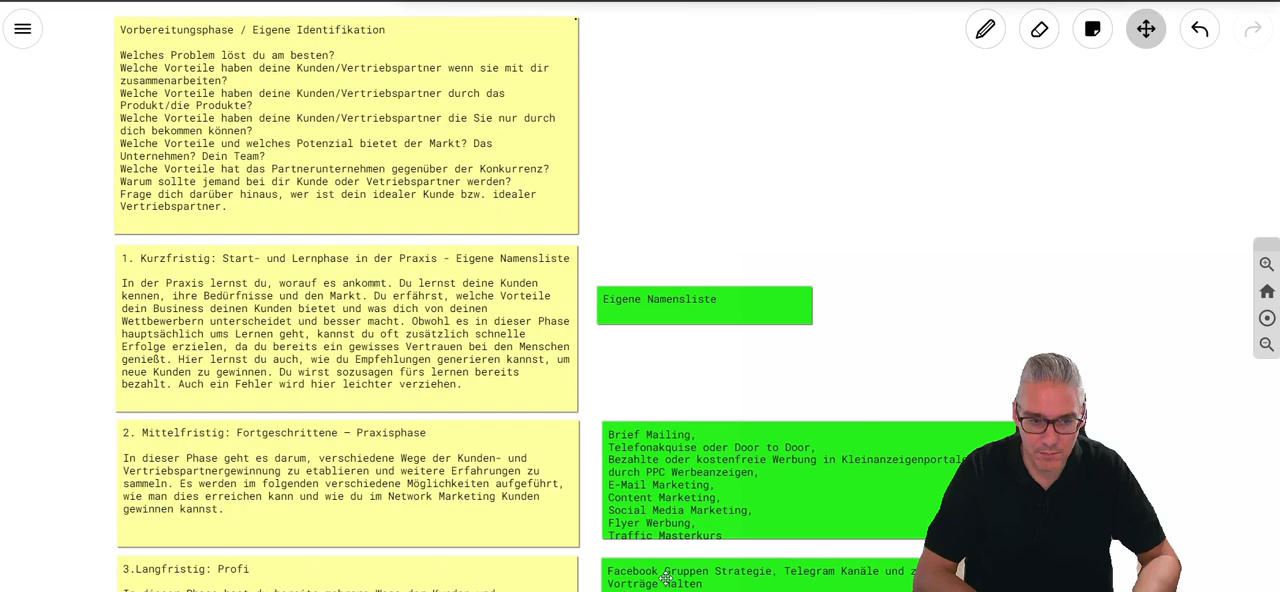 Vorbereitungsphase / Eigene Identifikation
Welches Problem löst du am besten?
Welche Vorteile haben deine Kunden/Vertriebspartner wenn sie mit dir
zusammenarbeiten?
Welche Vorteile haben deine Kunden/Vertriebspartner durch das
Produkt/die Produkte?
Welche Vorteile haben deine Kunden/Vertriebspartner die Sie nur durch
dich bekommen können?
Welche Vorteile und welches Potenzial bietet der Markt? Das
Unternehmen? Dein Team?
Welche Vorteile hat das Partnerunternehmen gegenüber der Konkurrenz?
Warum sollte jemand bei dir Kunde oder Vetriebspartner werden?
Frage dich darüber hinaus, wer ist dein idealer Kunde bzw. idealer
Vertriebspartner.
1. Kurzfristig: Start- und Lernphase in der Praxis - Eigene Namensliste
In der Praxis lernst du, worauf es ankommt. Du lernst deine Kunden
kennen, ihre Bedürfnisse und den Markt. Du erfährst, welche Vorteile
dein Business deinen Kunden bietet und was dich von deinen
Wettbewerbern unterscheidet und besser macht. Obwohl es in dieser Phase
hauptsächlich ums Lernen geht, kannst du oft zusätzlich schnelle
Erfolge erzielen, da du bereits ein gewisses Vertrauen bei den Menschen
genießt. Hier lernst du auch, wie du Empfehlungen generieren kannst, um
neue Kunden zu gewinnen. Du wirst sozusagen fürs lernen bereits
bezahlt. Auch ein Fehler wird hier leichter verziehen.
Eigene Namensliste
2. Mittelfristig: Fortgeschrittene – Praxisphase
In dieser Phase geht es darum, verschiedene Wege der Kunden- und
Vertriebspartnergewinnung zu etablieren und weitere Erfahrungen zu
sammeln. Es werden im folgenden verschiedene Möglichkeiten aufgeführt,
wie man dies erreichen kann und wie du im Network Marketing Kunden
gewinnen kannst.
Brief Mailing,
Telefonakquise oder Door to Door,
Bezahlte oder kostenfreie Werbung in Kleinanzeigenportale
durch PPC Werbeanzeigen,
E-Mail Marketing,
Content Marketing,
Social Media Marketing,
Flyer Werbung,
Traffic Masterkurs
3.Langfristig: Profi
Facebook Gruppen Strategie, Telegram Kanäle und z
Vorträge halten